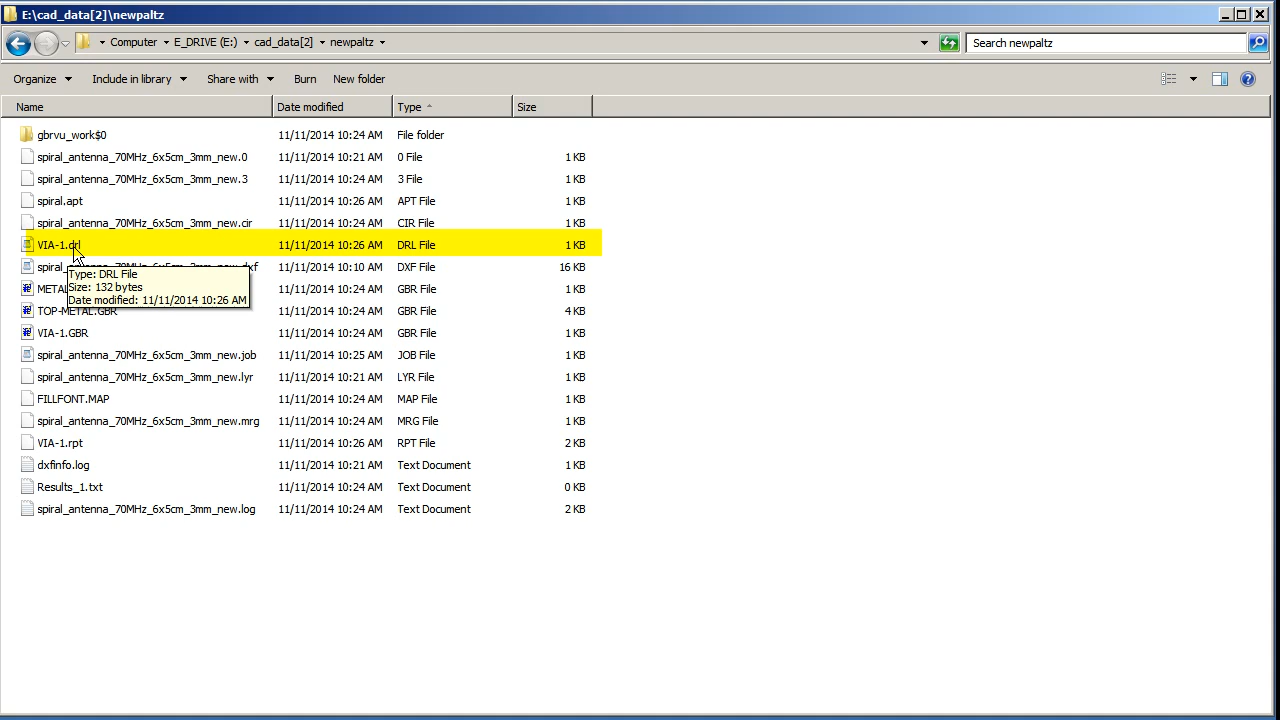 E:\cad_data[2]\newpaltz
Computer E_DRIVE (E:) cad_data[2] newpaltz Search newpaltz
Organize Include in library Share with Burn New folder
Name Date modified Type Size
gbrvu_work$0 11/11/2014 10:24 AM File folder
spiral_antenna_70MHz_6x5cm_3mm_new.0 11/11/2014 10:21 AM 0 File 1 KB
spiral_antenna_70MHz_6x5cm_3mm_new.3 11/11/2014 10:24 AM 3 File 1 KB
spiral.apt 11/11/2014 10:26 AM APT File 1 KB
spiral_antenna_70MHz_6x5cm_3mm_new.cir 11/11/2014 10:24 AM CIR File 1 KB
VIA-1.drl 11/11/2014 10:26 AM DRL File 1 KB
11/11/2014 10:10 AM DXF File 16 KB
Type: DRL File
Size: 132 bytes
Date modified: 11/11/2014 10:26 AM
11/11/2014 10:24 AM GBR File 1 KB
TOP-METAL.GBR 11/11/2014 10:24 AM GBR File 4 KB
VIA-1.GBR 11/11/2014 10:24 AM GBR File 1 KB
spiral_antenna_70MHz_6x5cm_3mm_new.job 11/11/2014 10:25 AM JOB File 1 KB
spiral_antenna_70MHz_6x5cm_3mm_new.lyr 11/11/2014 10:21 AM LYR File 1 KB
FILLFONT.MAP 11/11/2014 10:24 AM MAP File 1 KB
spiral_antenna_70MHz_6x5cm_3mm_new.mrg 11/11/2014 10:24 AM MRG File 1 KB
VIA-1.rpt 11/11/2014 10:26 AM RPT File 2 KB
dxfinfo.log 11/11/2014 10:21 AM Text Document 1 KB
Results_1.txt 11/11/2014 10:24 AM Text Document 0 KB
spiral_antenna_70MHz_6x5cm_3mm_new.log 11/11/2014 10:24 AM Text Document 2 KB